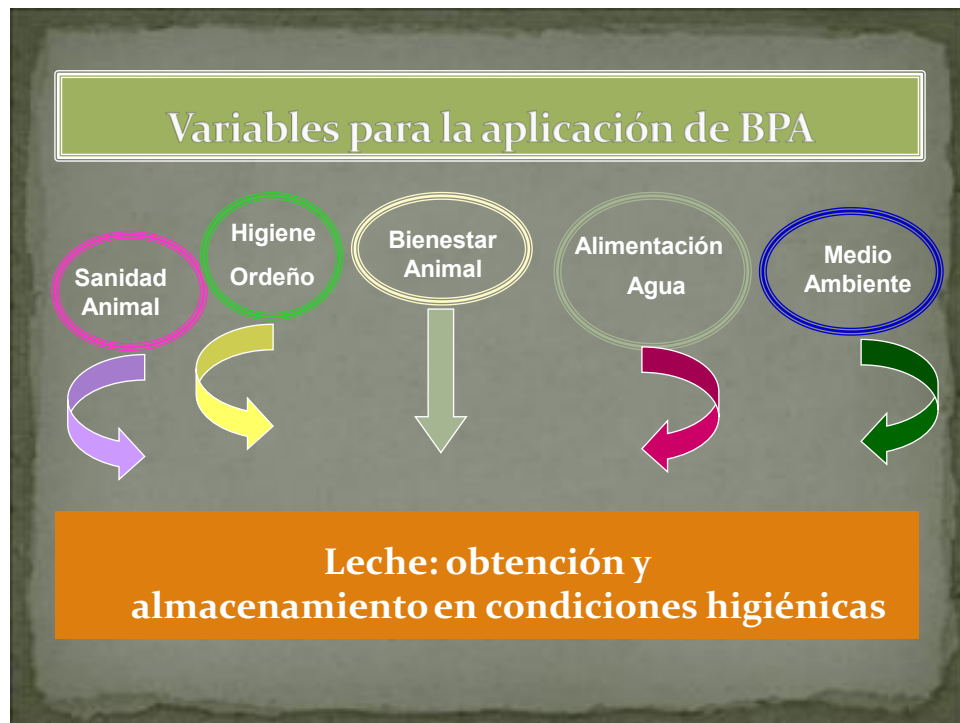 Variables para la aplicación de BPA
Sanidad
Animal
Higiene
Ordeño
Bienestar
Animal
Alimentación
Agua
Medio
Ambiente
Leche: obtención y
almacenamiento en condiciones higiénicas